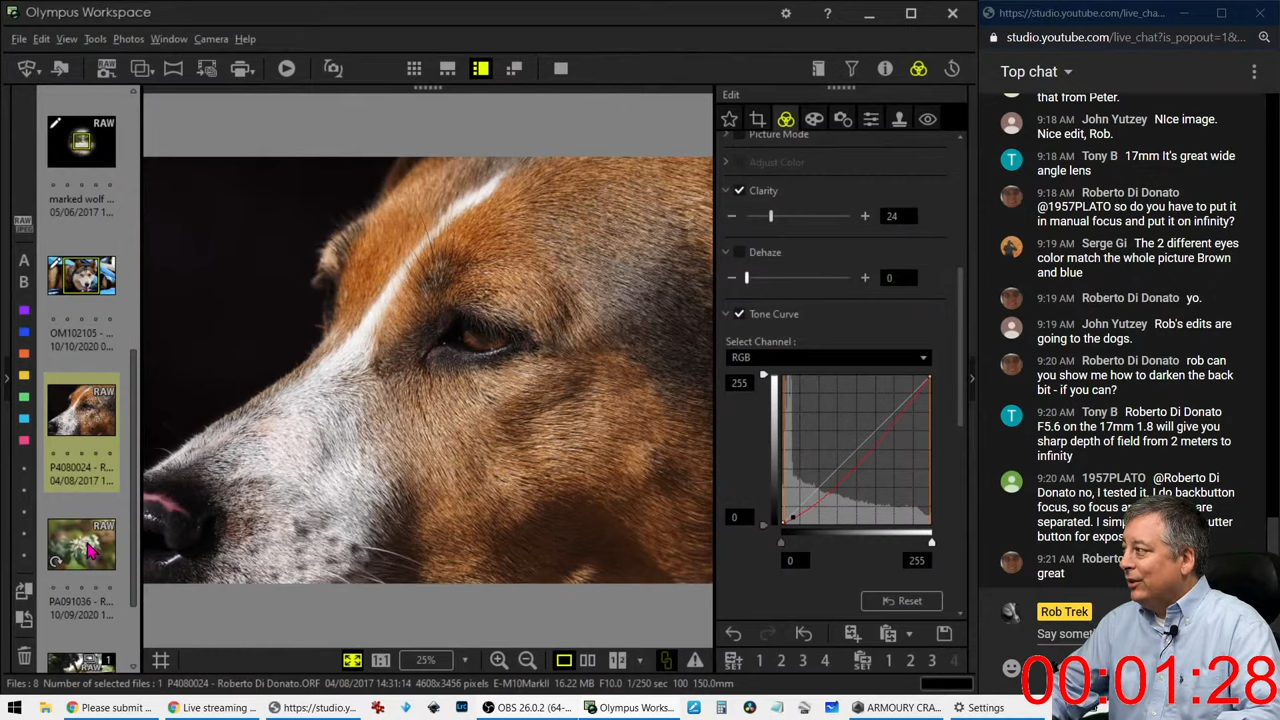 Olympus Workspace
File Edit View Tools Photos Window Camera Help
RAW
marked wolf ...
05/06/2017 1...
OM102105 - ...
10/10/2020 0...
RAW
P4080024 - R...
04/08/2017 1...
RAW
PA091036 - R...
10/09/2020 1...
RAW JPEG
A
B
Edit
Picture Mode
Adjust Color
Clarity
24
Dehaze
0
Tone Curve
Select Channel :
RGB
255
0
0
255
Reset
1:1
25%
1 2 3 4
1 2 3 4
Files : 8 Number of selected files : 1 P4080024 - Roberto Di Donato.ORF 04/08/2017 14:31:14 4608x3456 pixels E-M10MarkII 16.22 MB F10.0 1/250 sec 100 150.0mm
https://studio.youtube.com/live_cha...
studio.youtube.com/live_chat?is_popout=1&...
Top chat
that from Peter.
9:18 AM John Yutzey NIce image.
Nice edit, Rob.
T
9:18 AM Tony B 17mm It's great wide
angle lens
9:18 AM Roberto Di Donato
@1957PLATO so do you have to put it
in manual focus and put it on infinity?
9:19 AM Serge Gi The 2 different eyes
color match the whole picture Brown
and blue
9:19 AM Roberto Di Donato yo.
9:19 AM John Yutzey Rob's edits are
going to the dogs.
9:20 AM Roberto Di Donato rob can
you show me how to darken the back
bit - if you can?
T
9:20 AM Tony B Roberto Di Donato
F5.6 on the 17mm 1.8 will give you
sharp depth of field from 2 meters to
infinity
9:20 AM 1957PLATO @Roberto Di
Donato no, I tested it. I do backbutton
focus, so focus a
separated. I simp
button for expos
9:21 AM Roberto
great
Rob Trek
Say somet
00:01:28
Please submit ...
Live streaming ...
https://studio.y...
OBS 26.0.2 (64-...
Olympus Works...
ARMOURY CRA...
Settings